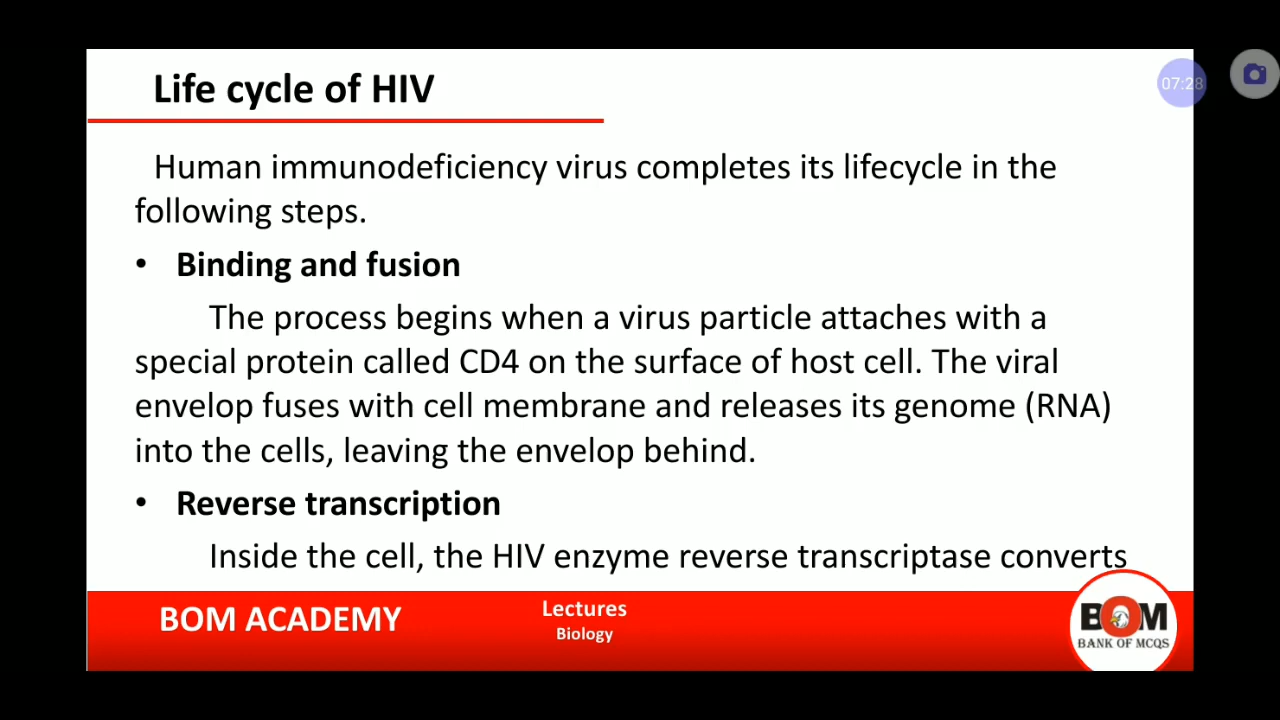 Life cycle of HIV
07:28
Human immunodeficiency virus completes its lifecycle in the
following steps.
• Binding and fusion
The process begins when a virus particle attaches with a
special protein called CD4 on the surface of host cell. The viral
envelop fuses with cell membrane and releases its genome (RNA)
into the cells, leaving the envelop behind.
• Reverse transcription
Inside the cell, the HIV enzyme reverse transcriptase converts
BOM ACADEMY
Lectures
Biology
BOM
BANK OF MCQS